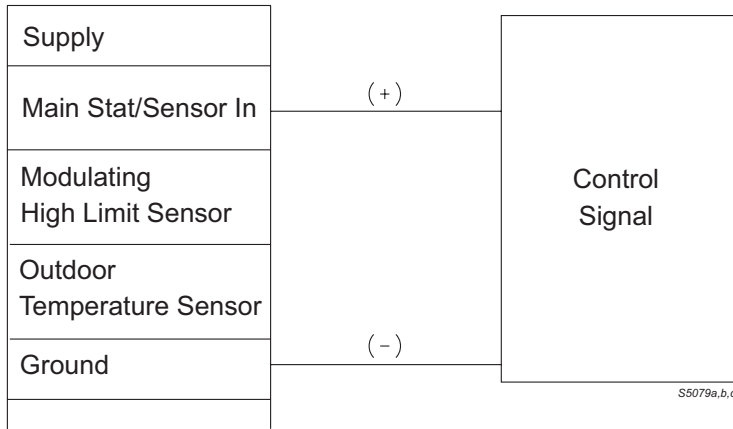 Supply
Main Stat/Sensor In
(+)
Modulating
High Limit Sensor
Control
Signal
Outdoor
Temperature Sensor
(-)
Ground
S5079a,b,c